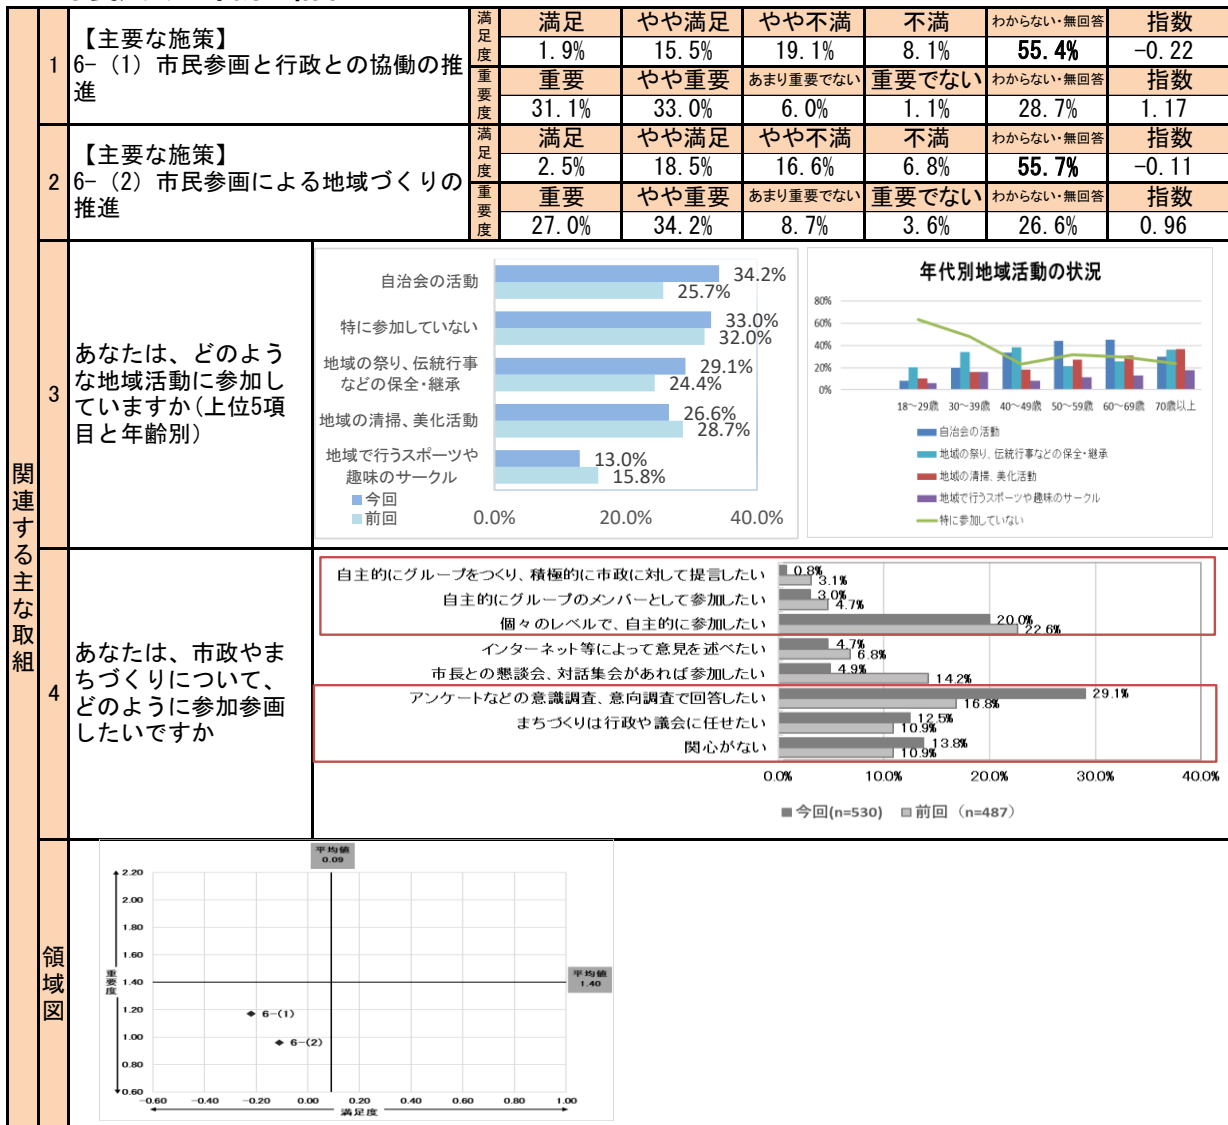 関連する主な取組
1
【主要な施策】
6-（1）市民参画と行政との協働の推
進
満足度
満足 やや満足 やや不満 不満 わからない・無回答 指数
1.9% 15.5% 19.1% 8.1% 55.4% -0.22
重要度
重要 やや重要 あまり重要でない 重要でない わからない・無回答 指数
31.1% 33.0% 6.0% 1.1% 28.7% 1.17
2
【主要な施策】
6-（2）市民参画による地域づくりの
推進
満足度
満足 やや満足 やや不満 不満 わからない・無回答 指数
2.5% 18.5% 16.6% 6.8% 55.7% -0.11
重要度
重要 やや重要 あまり重要でない 重要でない わからない・無回答 指数
27.0% 34.2% 8.7% 3.6% 26.6% 0.96
3
あなたは、どのよう
な地域活動に参加し
ていますか(上位5項
目と年齢別)
自治会の活動 34.2%
25.7%
特に参加していない 33.0%
32.0%
地域の祭り、伝統行事
などの保全・継承
29.1%
24.4%
地域の清掃、美化活動 26.6%
28.7%
地域で行うスポーツや
趣味のサークル
13.0%
15.8%
今回
前回
0.0% 20.0% 40.0%
年代別地域活動の状況
80%
60%
40%
20%
0%
18～29歳 30～39歳 40～49歳 50～59歳 60～69歳 70歳以上
自治会の活動
地域の祭り、伝統行事などの保全・継承
地域の清掃、美化活動
地域で行うスポーツや趣味のサークル
特に参加していない
4
あなたは、市政やま
ちづくりについて、
どのように参加参画
したいですか
自主的にグループをつくり、積極的に市政に対して提言したい 0.8%
3.1%
自主的にグループのメンバーとして参加したい 3.0%
4.7%
個々のレベルで、自主的に参加したい 20.0%
22.6%
インターネット等によって意見を述べたい 4.7%
6.8%
市長との懇談会、対話集会があれば参加したい 4.9%
14.2%
アンケートなどの意識調査、意向調査で回答したい 29.1%
16.8%
まちづくりは行政や議会に任せたい 12.5%
10.9%
関心がない 13.8%
10.9%
0.0% 10.0% 20.0% 30.0% 40.0%
今回(n=530) 前回（n=487）
領域図
平均値
0.09
2.20
2.00
1.80
1.60
1.40
1.20
1.00
0.80
0.60
重要度
平均値
1.40
6-(1)
6-(2)
-0.60 -0.40 -0.20 0.00 0.20 0.40 0.60 0.80 1.00
満足度